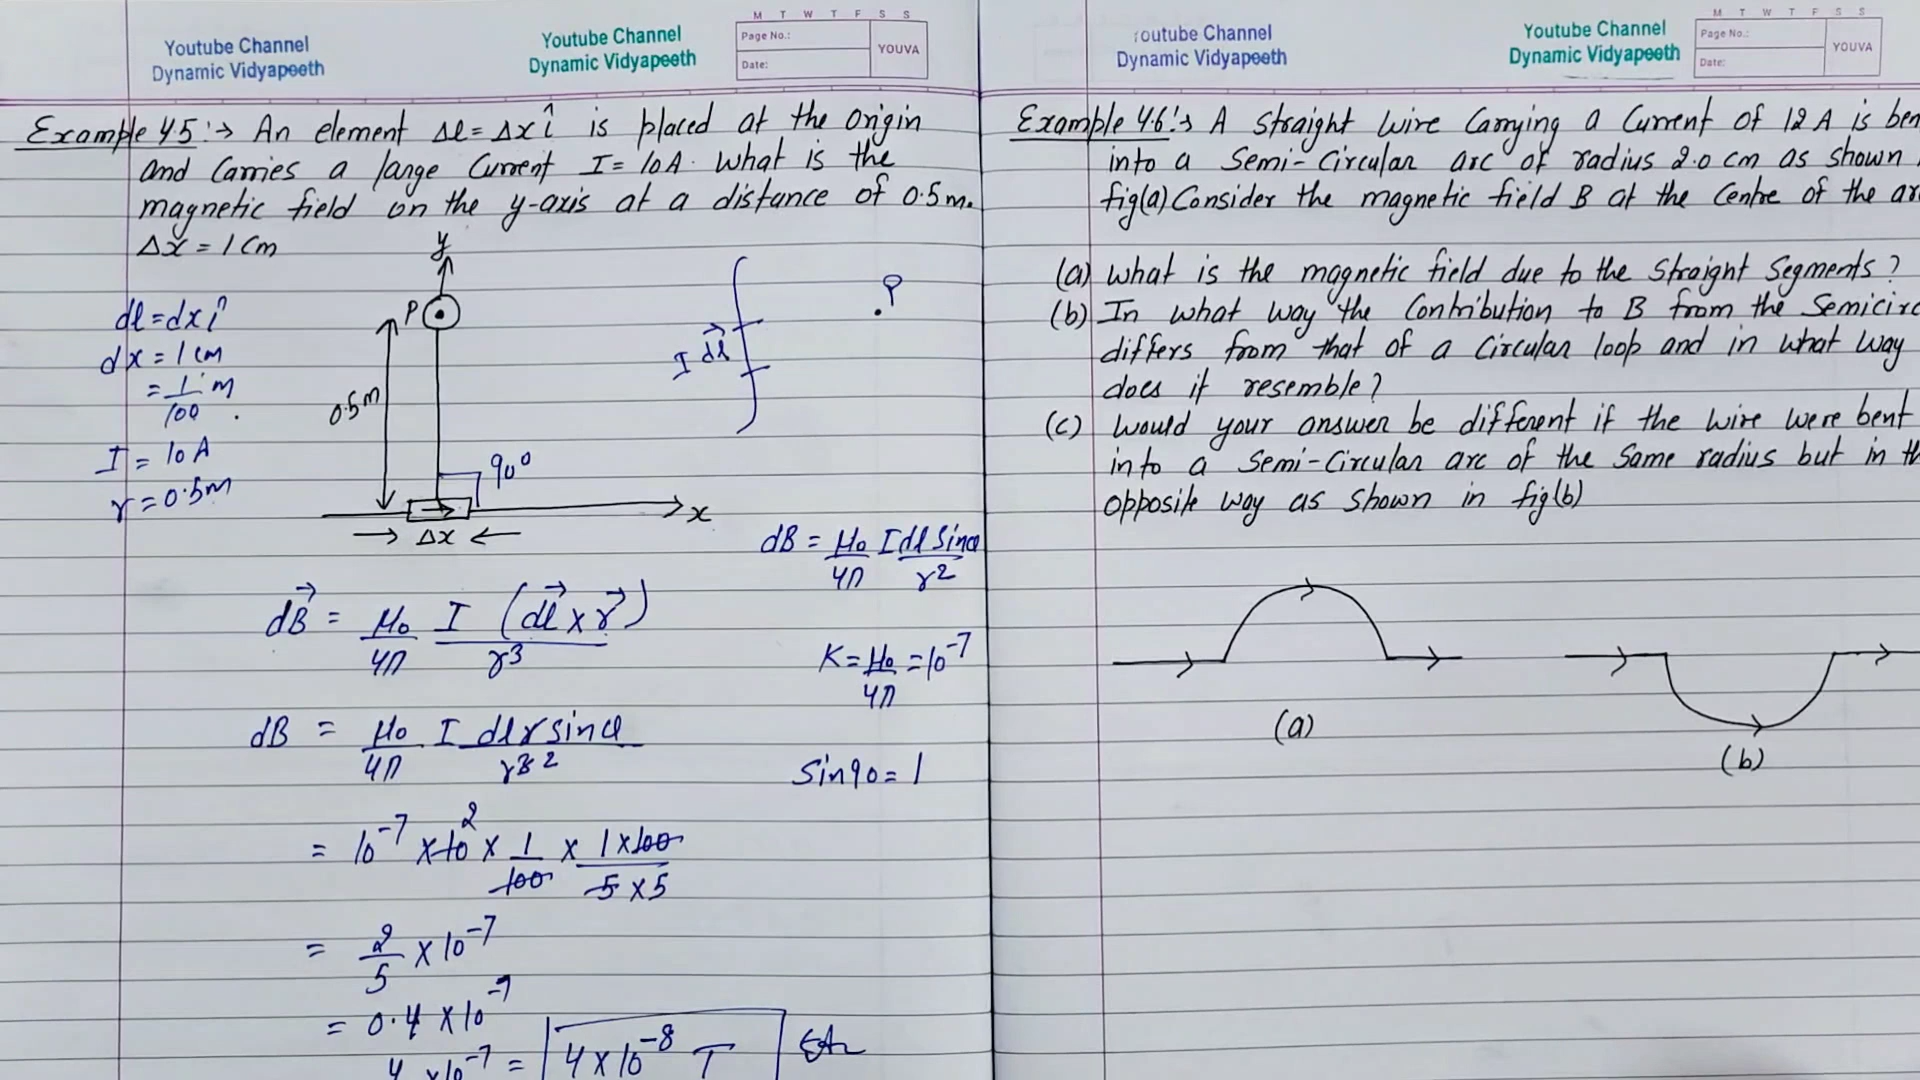 Youtube Channel
Dynamic Vidyapeeth
Youtube Channel
Dynamic Vidyapeeth
M T W T F S S
Page No.:
Date:
YOUVA
Example 4.5:→ An element Δl = Δx î is placed at the origin
and Carries a large Current I = 10A. What is the
magnetic field on the y-axis at a distance of 0.5m.
Δx = 1 Cm
dl = dx î
dx = 1 cm
= 1/100 m
I = 10 A
r = 0.5m
y
P
0.5m
90°
x
→ Δx ←
I dl→
P
dB = μ0/4π I dl sinθ/r2
dB→ = μ0/4π I (dl→ x r→)/r3
K = μ0/4π = 10-7
dB = μ0/4π I dl r sinθ/r3 2
Sin90 = 1
= 10-7 x 10 2 x 1/100 x 1x100/5x5
= 2/5 x 10-7
= 0.4 x 10-7
4 x10-7 = 4 x 10-8 T
youtube Channel
Dynamic Vidyapeeth
Youtube Channel
Dynamic Vidyapeeth
M T W T F S S
Page No.:
Date:
YOUVA
Example 4.6:→ A Straight Wire Carrying a Current of 12 A is ben
into a Semi-Circular arc of radius 2.0 cm as shown
fig(a) Consider the magnetic field B at the Centre of the ar
(a) What is the magnetic field due to the Straight Segments?
(b) In what way the Contribution to B from the Semicirc
differs from that of a Circular loop and in what way
does it resemble?
(c) Would your answer be different if the wire were bent
into a Semi-Circular arc of the Same radius but in th
opposite way as Shown in fig(b)
(a)
(b)